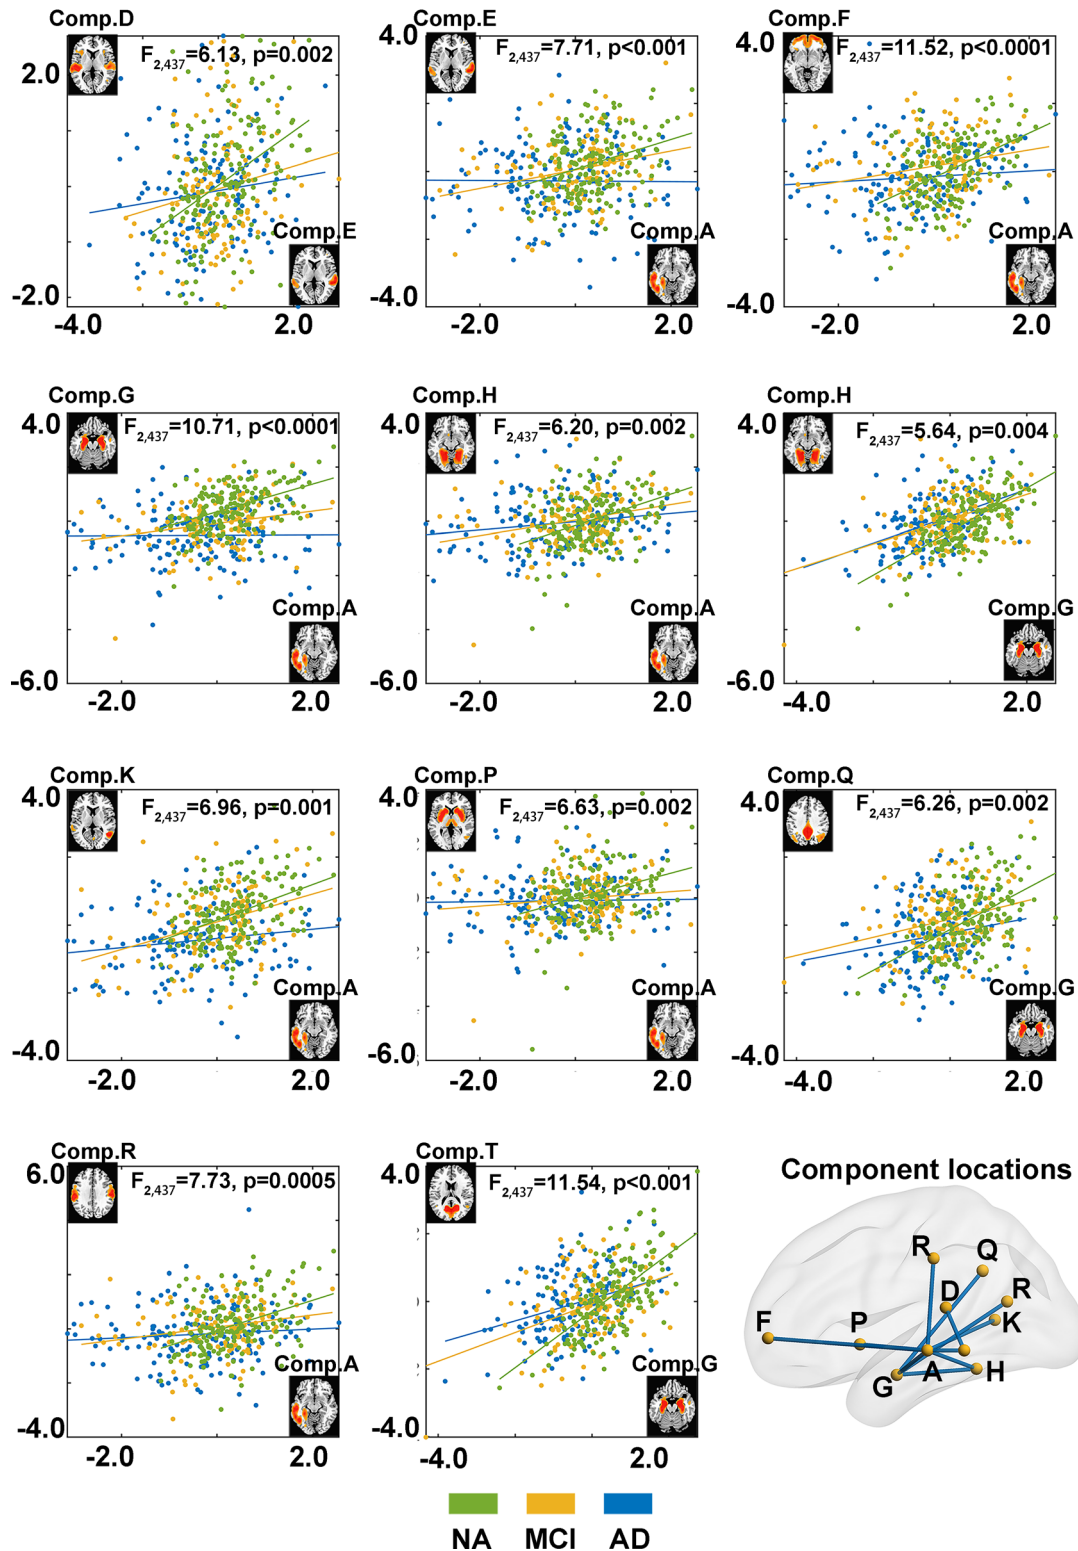 Comp.D
F2,437=6.13, p=0.002
2.0
-2.0
Comp.E
-4.0 2.0
Comp.E
4.0
F2,437=7.71, p<0.001
-4.0
Comp.A
-2.0 2.0
Comp.F
4.0
F2,437=11.52, p<0.0001
-4.0
Comp.A
-2.0 2.0
Comp.G
4.0
F2,437=10.71, p<0.0001
-6.0
Comp.A
-2.0 2.0
Comp.H
4.0
F2,437=6.20, p=0.002
-6.0
Comp.A
-2.0 2.0
Comp.H
4.0
F2,437=5.64, p=0.004
-6.0
Comp.G
-4.0 2.0
Comp.K
4.0
F2,437=6.96, p=0.001
-4.0
Comp.A
-2.0 2.0
Comp.P
4.0
F2,437=6.63, p=0.002
-6.0
Comp.A
-2.0 2.0
Comp.Q
4.0
F2,437=6.26, p=0.002
-4.0
Comp.G
-4.0 2.0
Comp.R
6.0
F2,437=7.73, p=0.0005
-4.0
Comp.A
-2.0 2.0
Comp.T
4.0
F2,437=11.54, p<0.001
Comp.G
-4.0 2.0
Component locations
R Q
D R
F P K
G A H
NA MCI AD